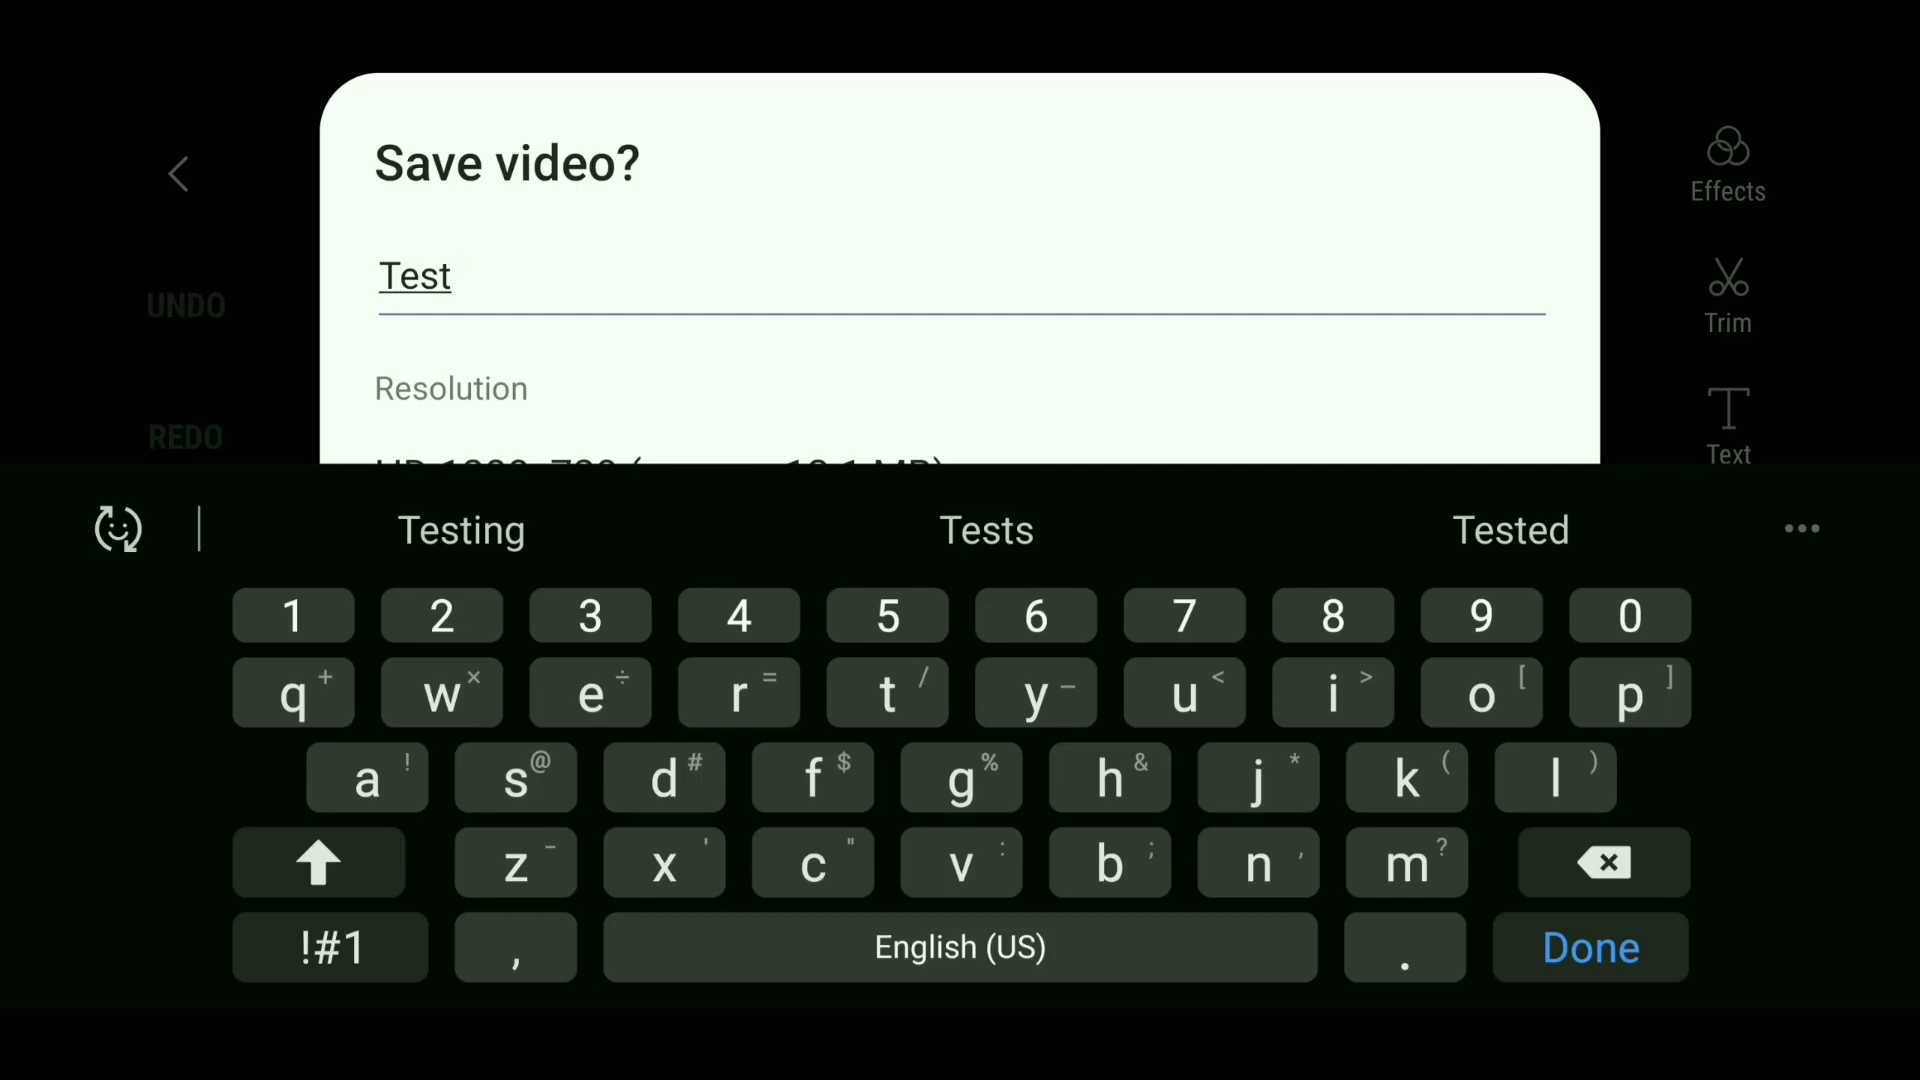 Save video?
Effects
Test
UNDO
Trim
Resolution
REDO
Text
Testing Tests Tested ...
1 2 3 4 5 6 7 8 9 0
q + w × e ÷ r = t / y _ u < i > o [ p ]
a ! s @ d # f $ g % h & j * k ( l )
z - x ' c " v : b ; n , m ?
!#1 , English (US) . Done